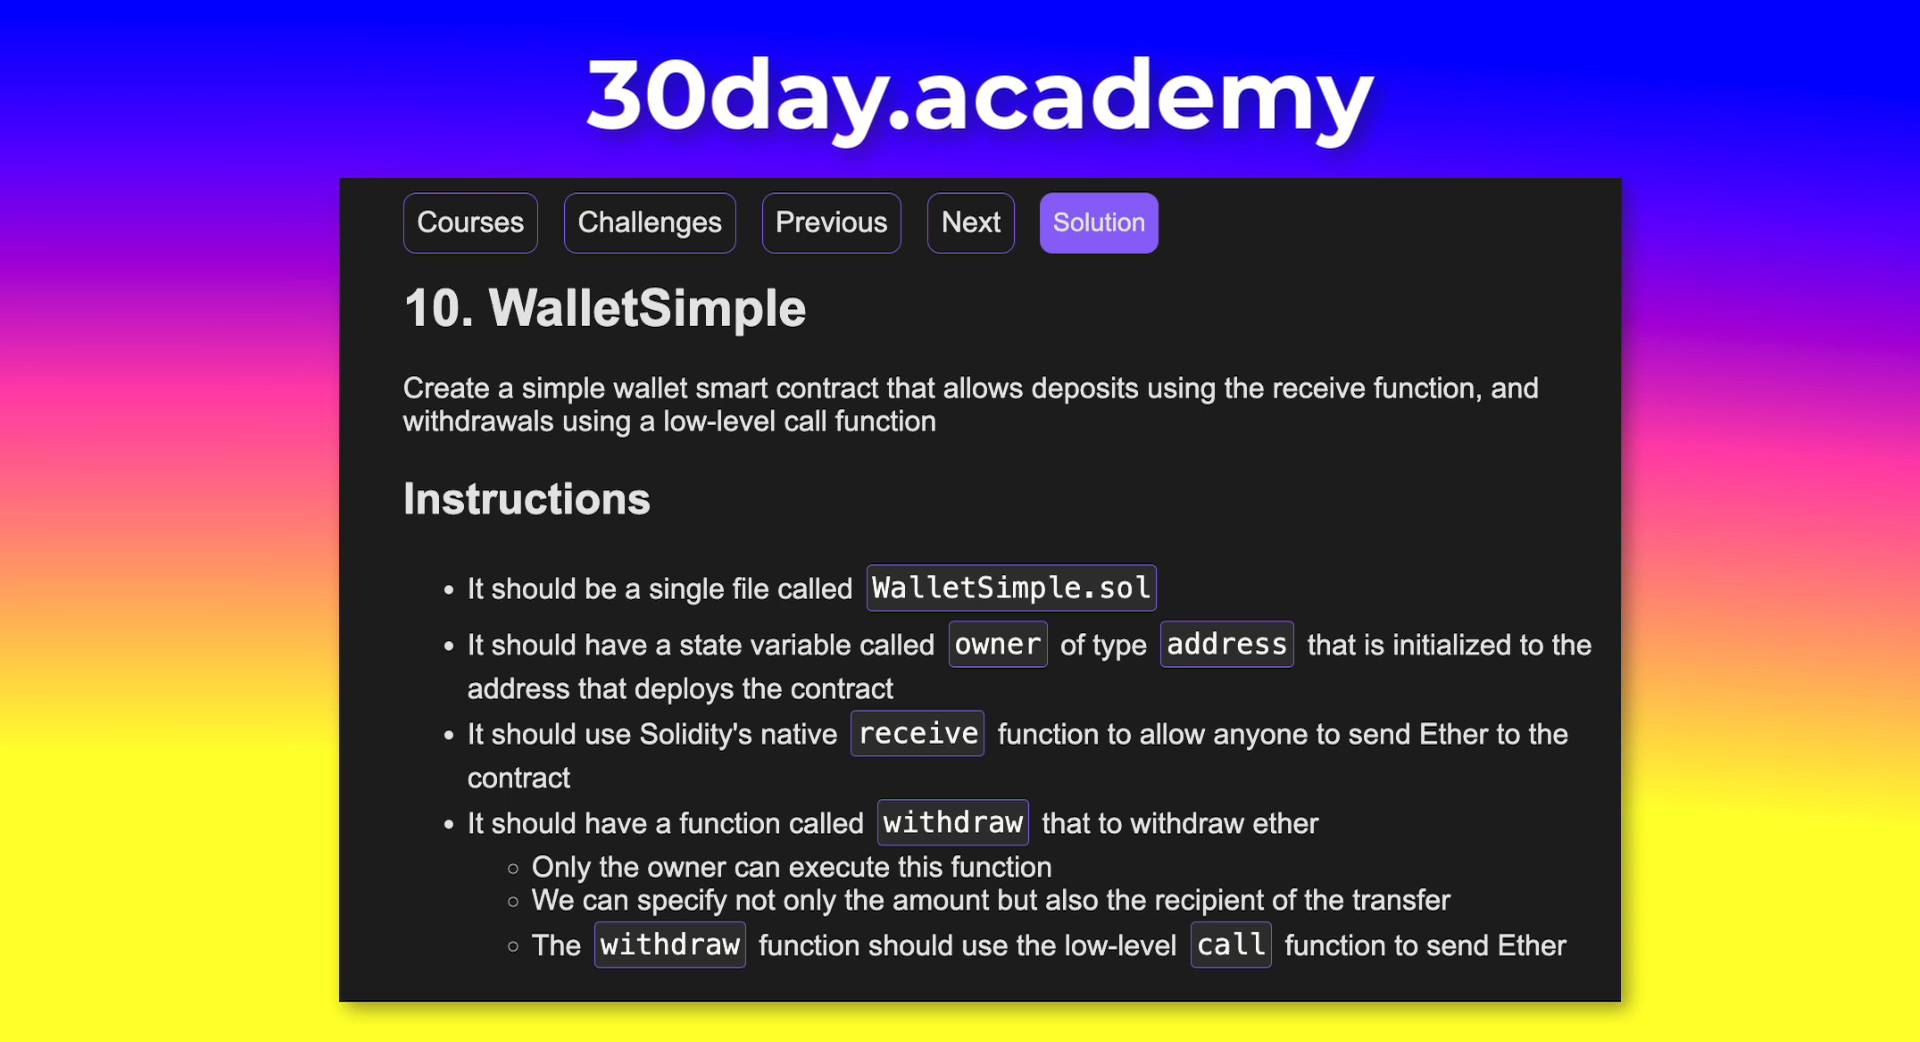 30day.academy
Courses Challenges Previous Next Solution
10. WalletSimple
Create a simple wallet smart contract that allows deposits using the receive function, and
withdrawals using a low-level call function
Instructions
• It should be a single file called WalletSimple.sol
• It should have a state variable called owner of type address that is initialized to the
address that deploys the contract
• It should use Solidity's native receive function to allow anyone to send Ether to the
contract
• It should have a function called withdraw that to withdraw ether
◦ Only the owner can execute this function
◦ We can specify not only the amount but also the recipient of the transfer
◦ The withdraw function should use the low-level call function to send Ether